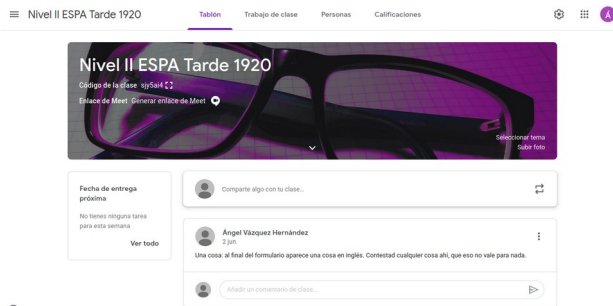 Nivel II ESPA Tarde 1920
Tablón
Trabajo de clase
Personas
Calificaciones
Nivel II ESPA Tarde 1920
Código de la clase sjy5ai4
Enlace de Meet Generar enlace de Meet
Seleccionar tema
Subir foto
Fecha de entrega
próxima
No tienes ninguna tarea
para esta semana
Ver todo
Comparte algo con tu clase...
Ángel Vázquez Hernández
2 jun.
Una cosa: al final del formulario aparece una cosa en inglés. Contestad cualquier cosa ahí, que eso no vale para nada.
Añadir un comentario de clase...